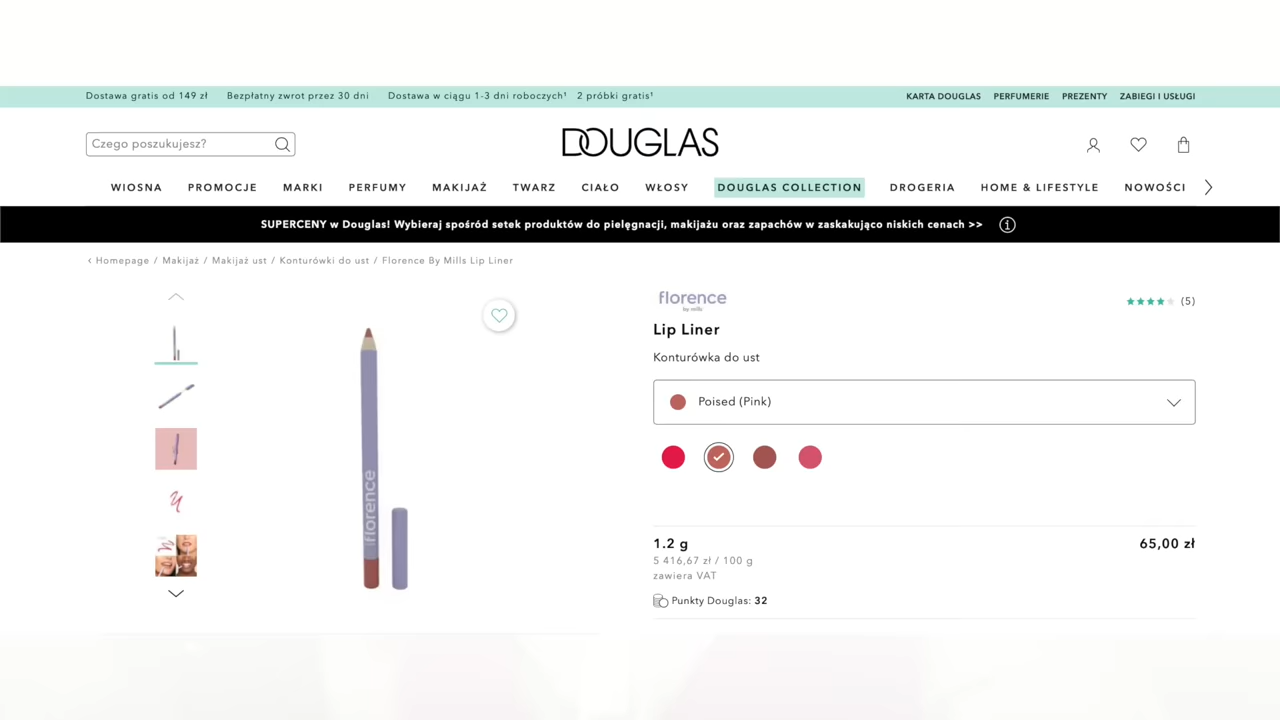 Dostawa gratis od 149 zł Bezpłatny zwrot przez 30 dni Dostawa w ciągu 1-3 dni roboczych¹ 2 próbki gratis¹ KARTA DOUGLAS PERFUMERIE PREZENTY ZABIEGI I USŁUGI
Czego poszukujesz?
DOUGLAS
WIOSNA PROMOCJE MARKI PERFUMY MAKIJAŻ TWARZ CIAŁO WŁOSY DOUGLAS COLLECTION DROGERIA HOME & LIFESTYLE NOWOŚCI
SUPERCENY w Douglas! Wybieraj spośród setek produktów do pielęgnacji, makijażu oraz zapachów w zaskakująco niskich cenach >>
‹ Homepage / Makijaż / Makijaż ust / Konturówki do ust / Florence By Mills Lip Liner
florence
by mills
(5)
Lip Liner
Konturówka do ust
Poised (Pink)
florence
1.2 g 65,00 zł
5 416,67 zł / 100 g
zawiera VAT
Punkty Douglas: 32